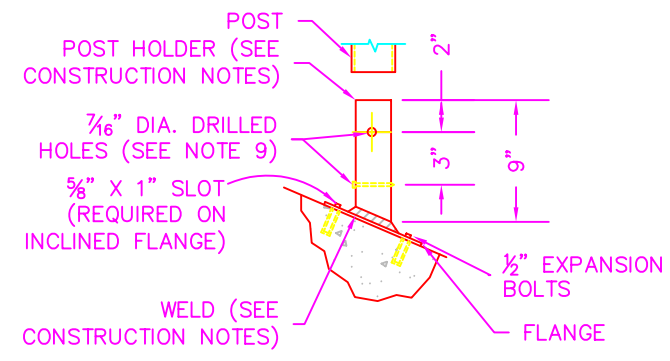 POST
POST HOLDER (SEE
CONSTRUCTION NOTES)
2"
7/16" DIA. DRILLED
HOLES (SEE NOTE 9)
3"
9"
5/8" X 1" SLOT
(REQUIRED ON
INCLINED FLANGE)
1/2" EXPANSION
BOLTS
WELD (SEE
CONSTRUCTION NOTES)
FLANGE